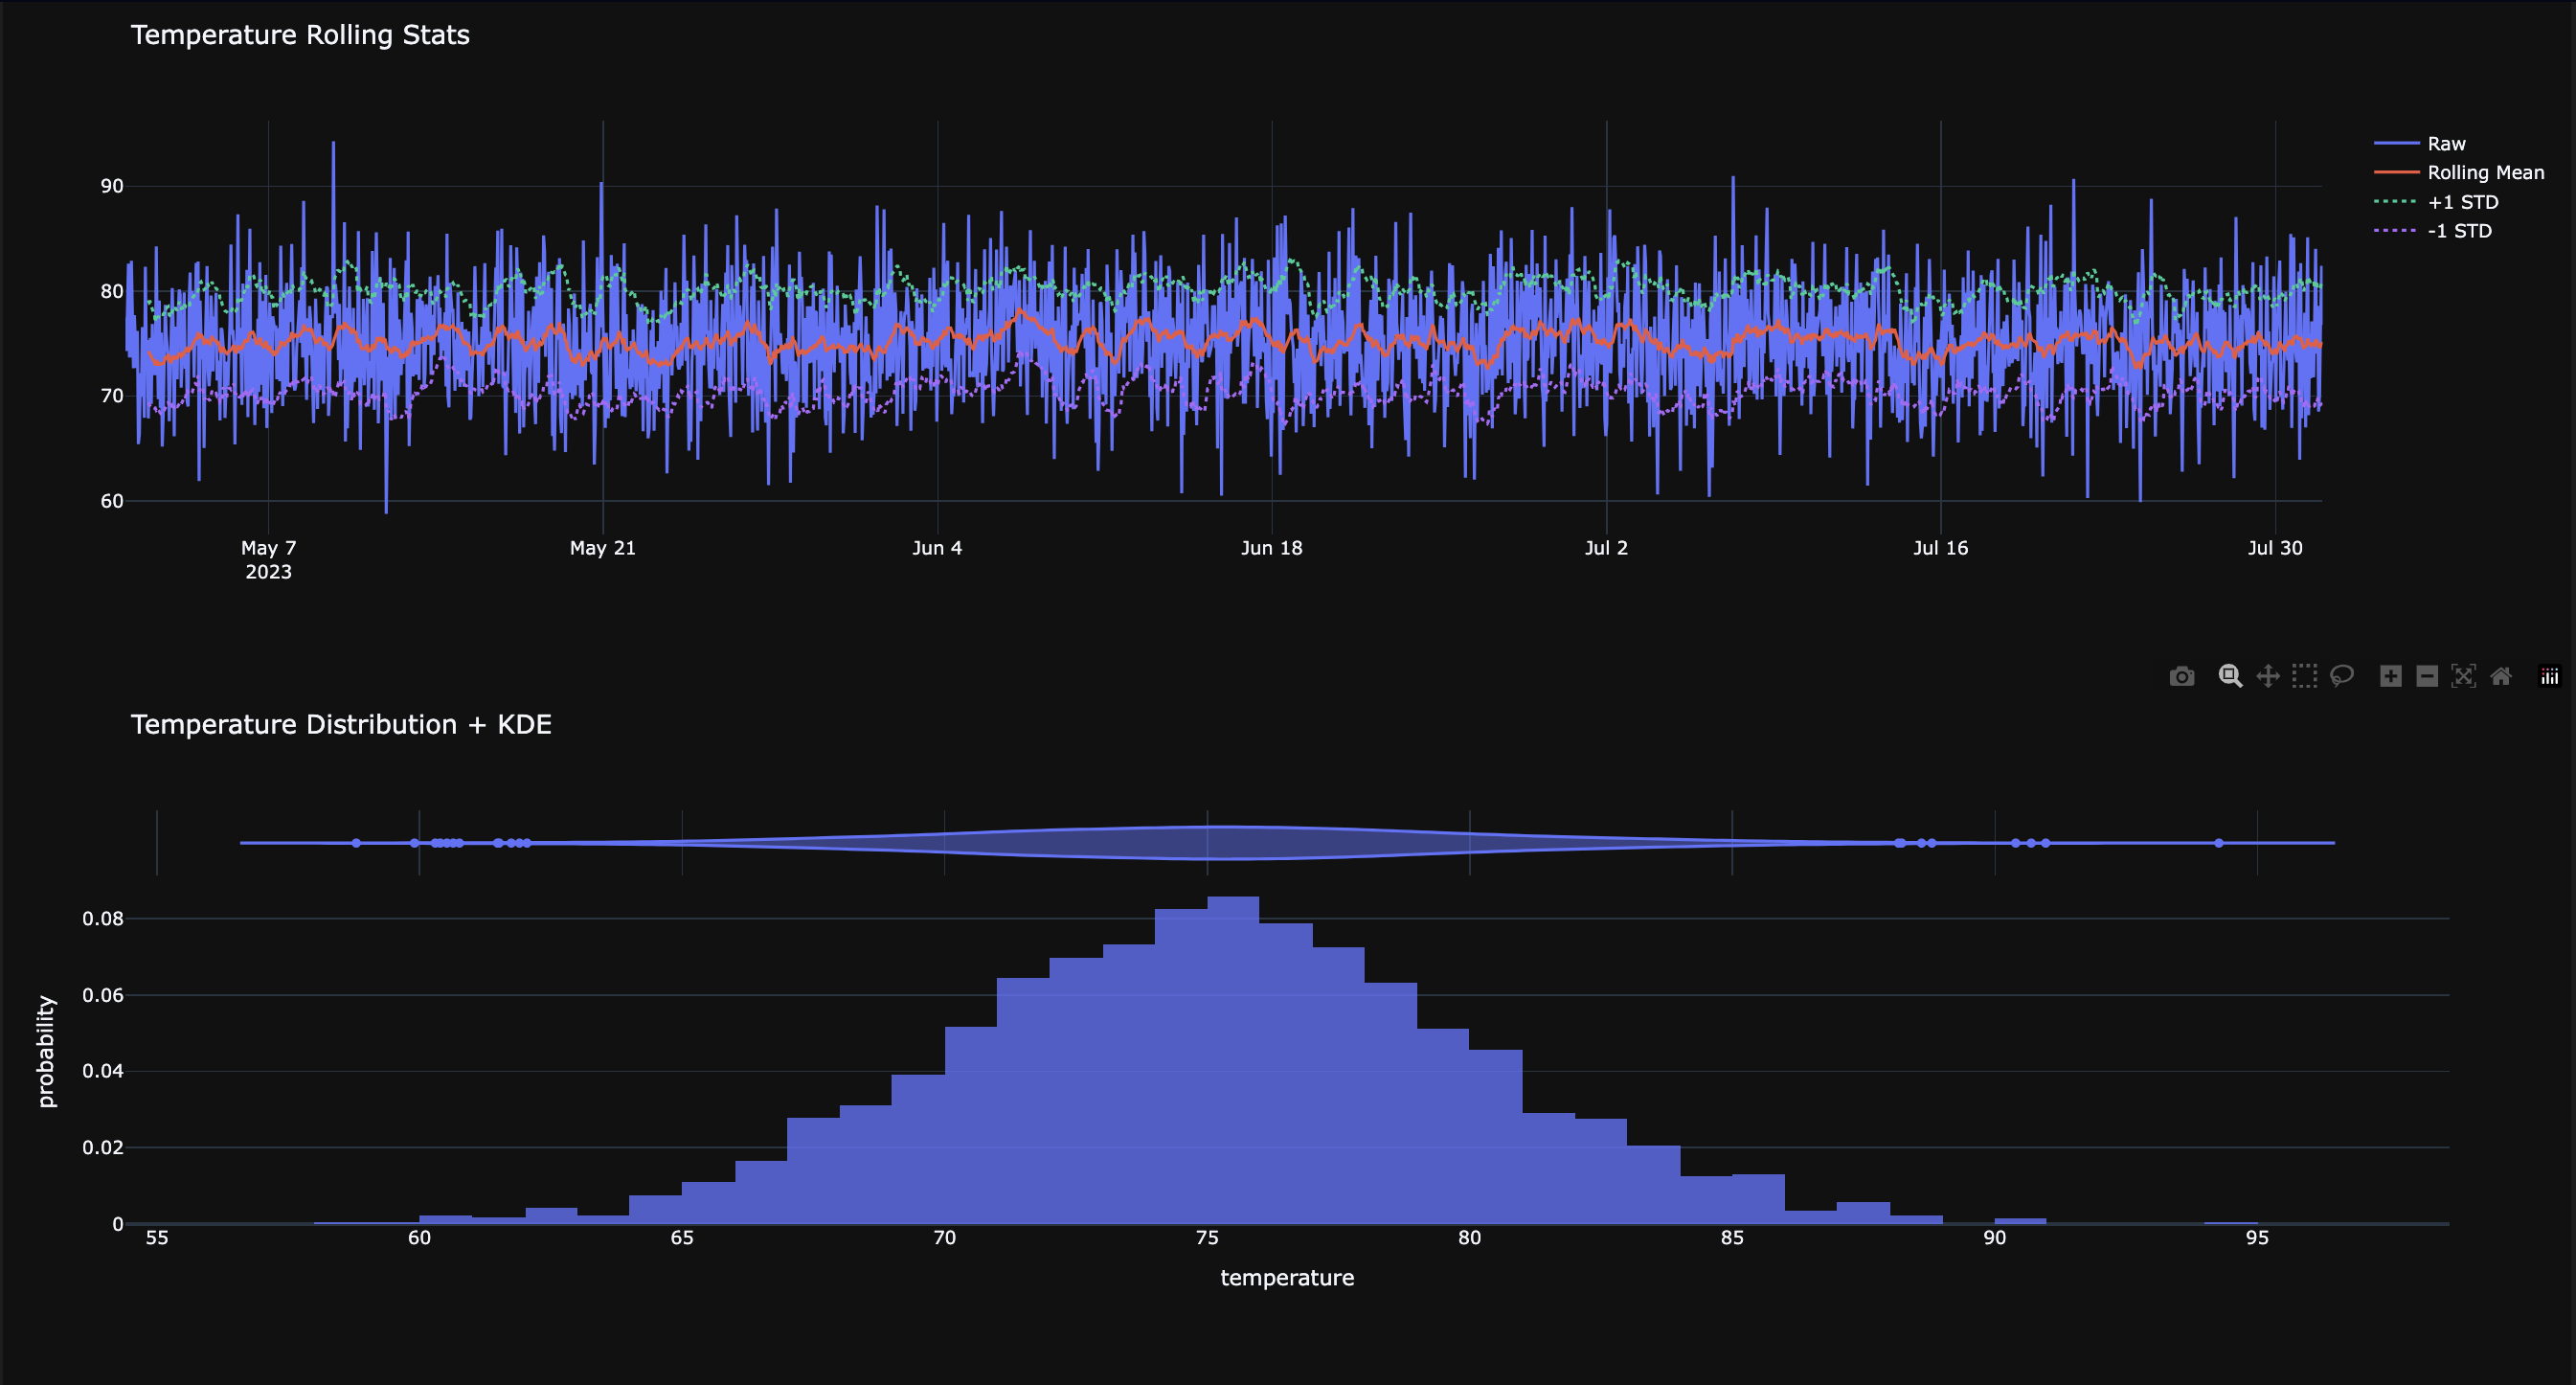 Temperature Rolling Stats
90
80
70
60
May 7
2023
May 21
Jun 4
Jun 18
Jul 2
Jul 16
Jul 30
Raw
Rolling Mean
+1 STD
-1 STD
Temperature Distribution + KDE
0.08
0.06
0.04
0.02
0
probability
55
60
65
70
75
80
85
90
95
temperature